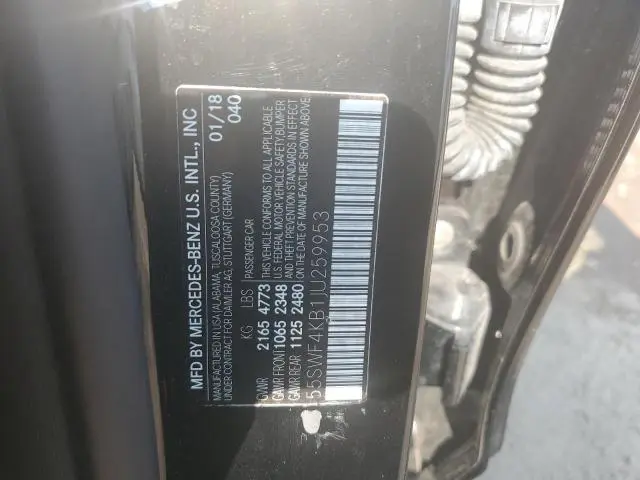 MFD BY MERCEDES-BENZ U.S. INTL., INC
MANUFACTURED IN USA (ALABAMA, TUSCALOOSA COUNTY)
UNDER CONTRACT FOR DAIMLER AG, STUTTGART (GERMANY)
01/18
040
KG LBS PASSENGER CAR
GVWR 2165 4773 THIS VEHICLE CONFORMS TO ALL APPLICABLE
GAWR FRONT 1065 2348 U.S. FEDERAL MOTOR VEHICLE SAFETY BUMPER
GAWR REAR 1125 2480 AND THEFT PREVENTION STANDARDS IN EFFECT
ON THE DATE OF MANUFACTURE SHOWN ABOVE
55SWF4KB1JU259953